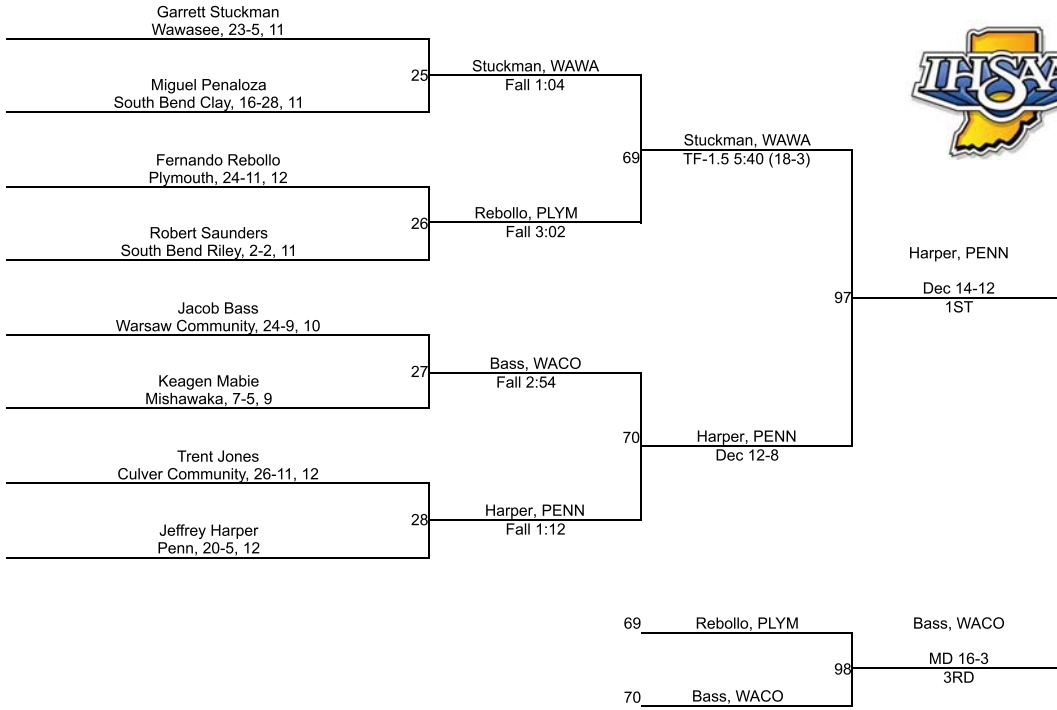 Garrett Stuckman
Wawasee, 23-5, 11
Miguel Penaloza
South Bend Clay, 16-28, 11
Fernando Rebollo
Plymouth, 24-11, 12
Robert Saunders
South Bend Riley, 2-2, 11
Jacob Bass
Warsaw Community, 24-9, 10
Keagen Mabie
Mishawaka, 7-5, 9
Trent Jones
Culver Community, 26-11, 12
Jeffrey Harper
Penn, 20-5, 12
25
Stuckman, WAWA
Fall 1:04
26
Rebollo, PLYM
Fall 3:02
27
Bass, WACO
Fall 2:54
28
Harper, PENN
Fall 1:12
69
Stuckman, WAWA
TF-1.5 5:40 (18-3)
70
Harper, PENN
Dec 12-8
97
Harper, PENN
Dec 14-12
1ST
69
Rebollo, PLYM
70
Bass, WACO
98
Bass, WACO
MD 16-3
3RD
IHSAA